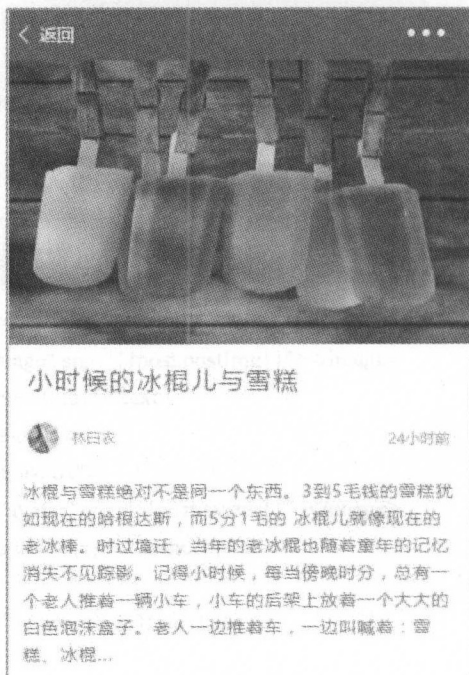 返回
小时候的冰棍儿与雪糕
林白衣
24小时前
冰棍与雪糕绝对不是同一个东西。3到5毛钱的雪糕犹
如现在的哈根达斯，而5分1毛的 冰棍儿就像现在的
老冰棒。时过境迁，当年的老冰棍也随着童年的记忆
消失不见踪影。记得小时候，每当傍晚时分，总有一
个老人推着一辆小车，小车的后架上放着一个大大的
白色泡沫盒子。老人一边推着车，一边叫喊着：雪
糕、冰棍...